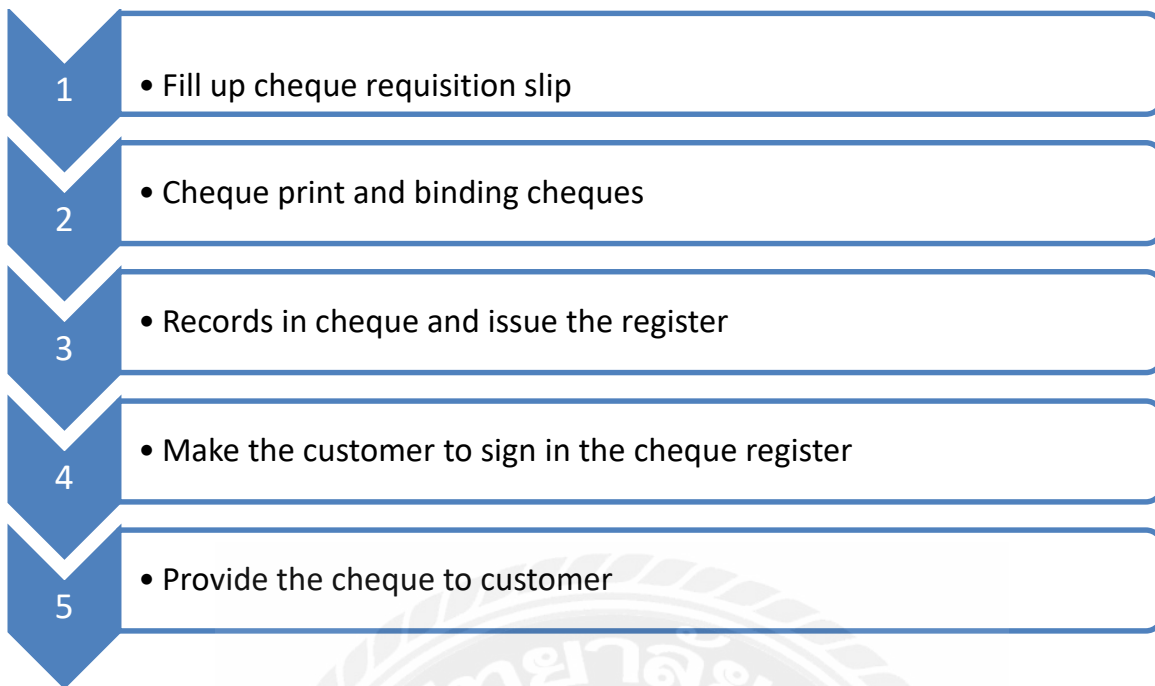 1
• Fill up cheque requisition slip
2
• Cheque print and binding cheques
3
• Records in cheque and issue the register
4
• Make the customer to sign in the cheque register
5
• Provide the cheque to customer